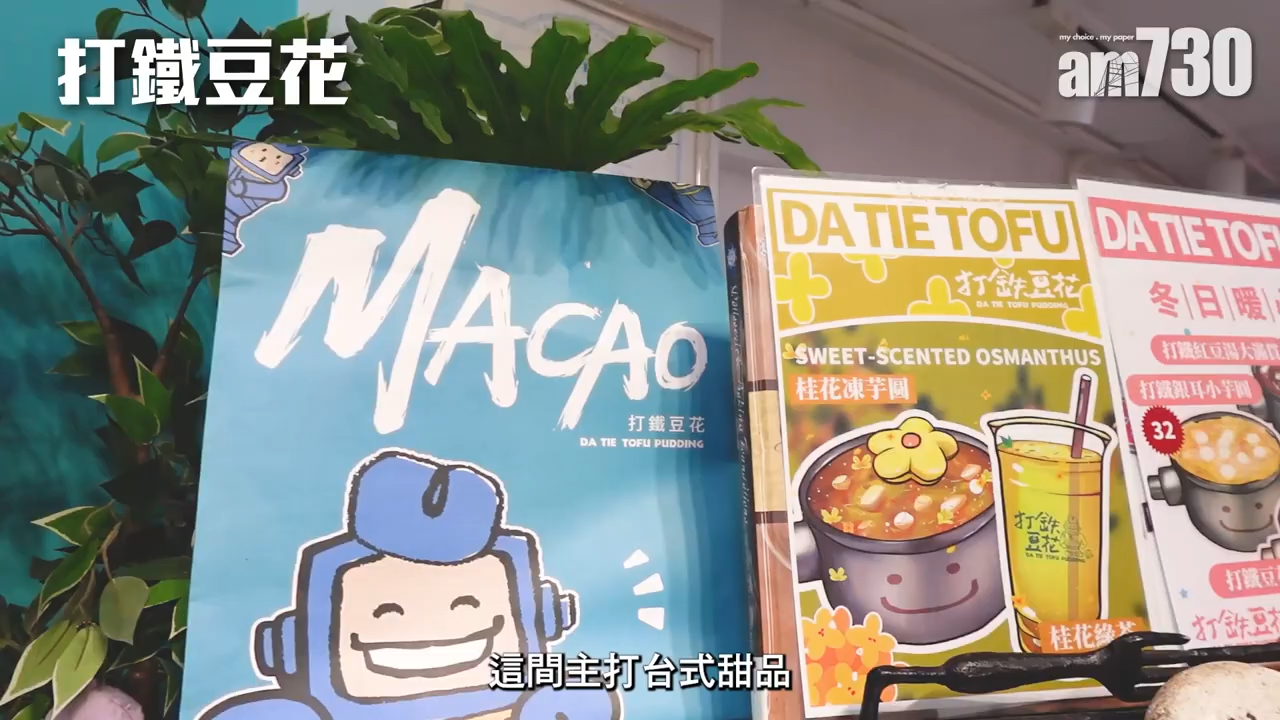 打鐵豆花
my choice . my paper
am730
MACAO
打鐵豆花
DA TIE TOFU PUDDING
DA TIE TOFU
打鉄豆花
DA TIE TOFU PUDDING
SWEET-SCENTED OSMANTHUS
桂花凍芋圓
打鉄
豆花
DA TIE TOFU PUDDING
桂花綠茶
DA TIE TOF
冬|日|暖|
打鐵紅豆湯大滿
打鐵銀耳小芋圓
32
打鐵豆
打鉄豆花
這間主打台式甜品